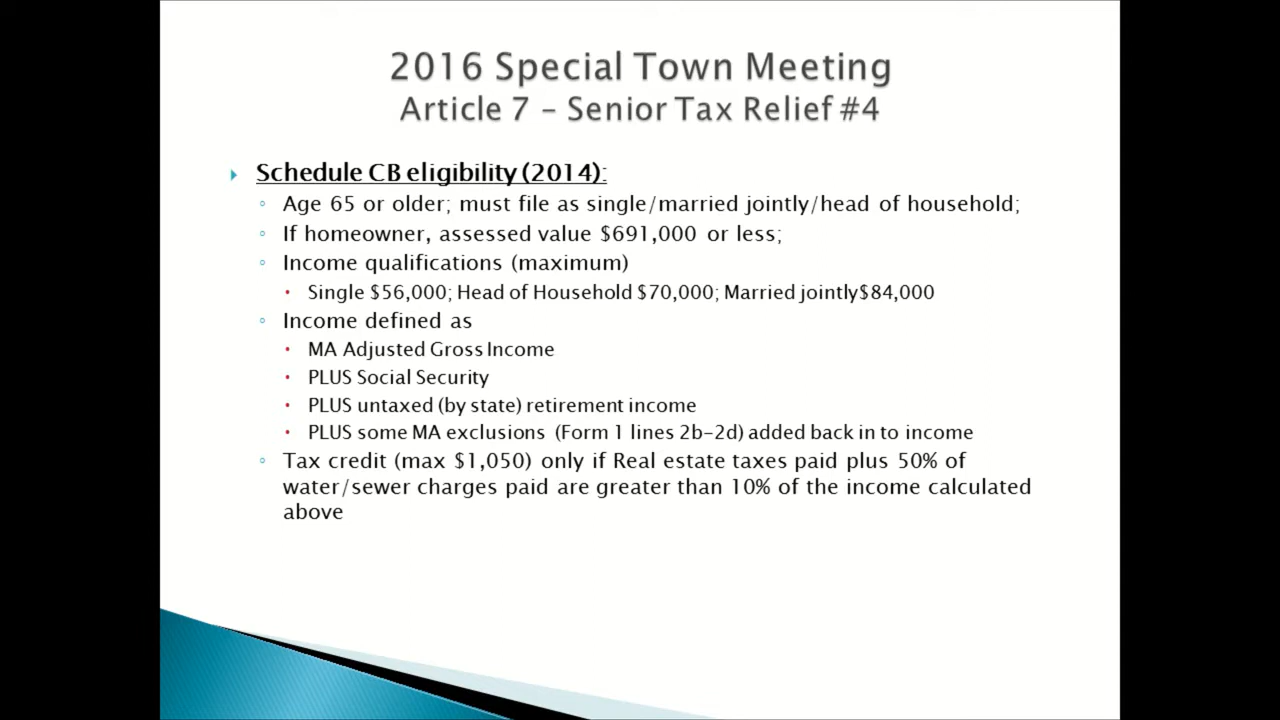 2016 Special Town Meeting
Article 7 – Senior Tax Relief #4
Schedule CB eligibility (2014):
Age 65 or older; must file as single/married jointly/head of household;
If homeowner, assessed value $691,000 or less;
Income qualifications (maximum)
Single $56,000; Head of Household $70,000; Married jointly$84,000
Income defined as
MA Adjusted Gross Income
PLUS Social Security
PLUS untaxed (by state) retirement income
PLUS some MA exclusions (Form 1 lines 2b-2d) added back in to income
Tax credit (max $1,050) only if Real estate taxes paid plus 50% of
water/sewer charges paid are greater than 10% of the income calculated
above